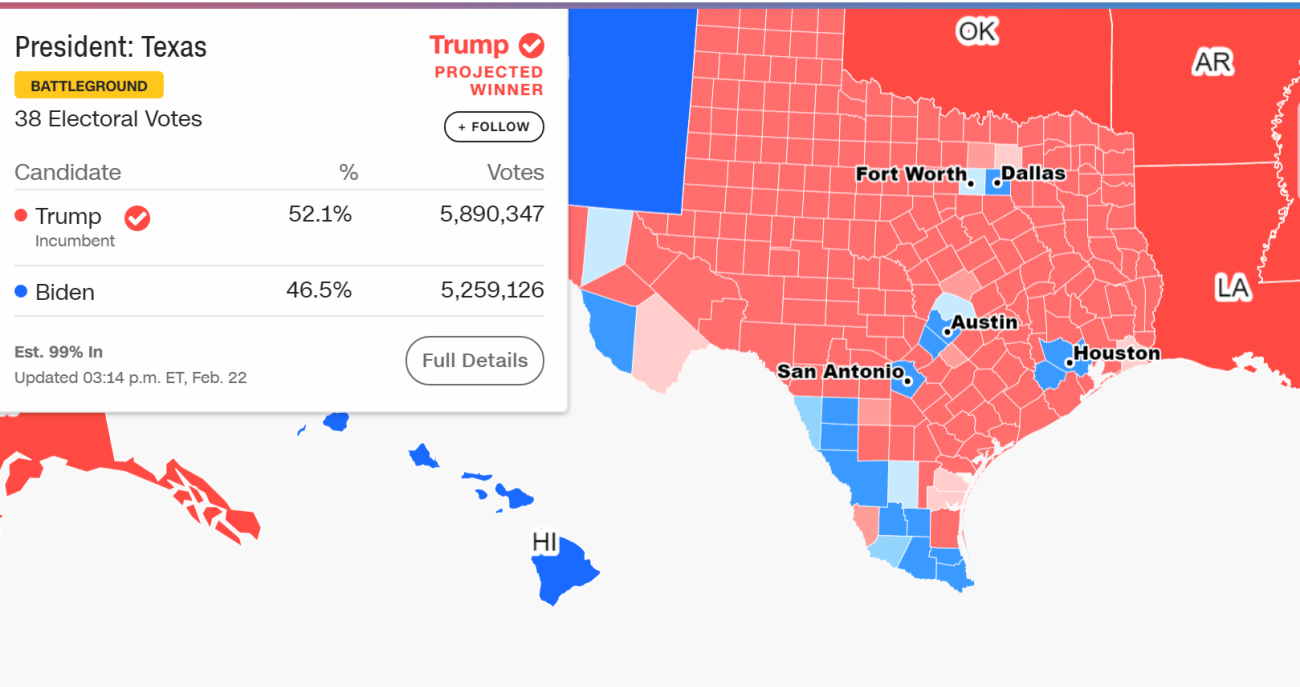 President: Texas
Trump
PROJECTED
WINNER
BATTLEGROUND
38 Electoral Votes
+ FOLLOW
Candidate % Votes
Trump 52.1% 5,890,347
Incumbent
Biden 46.5% 5,259,126
Est. 99% In
Updated 03:14 p.m. ET, Feb. 22
Full Details
OK
AR
Fort Worth
Dallas
LA
Austin
Houston
San Antonio
HI